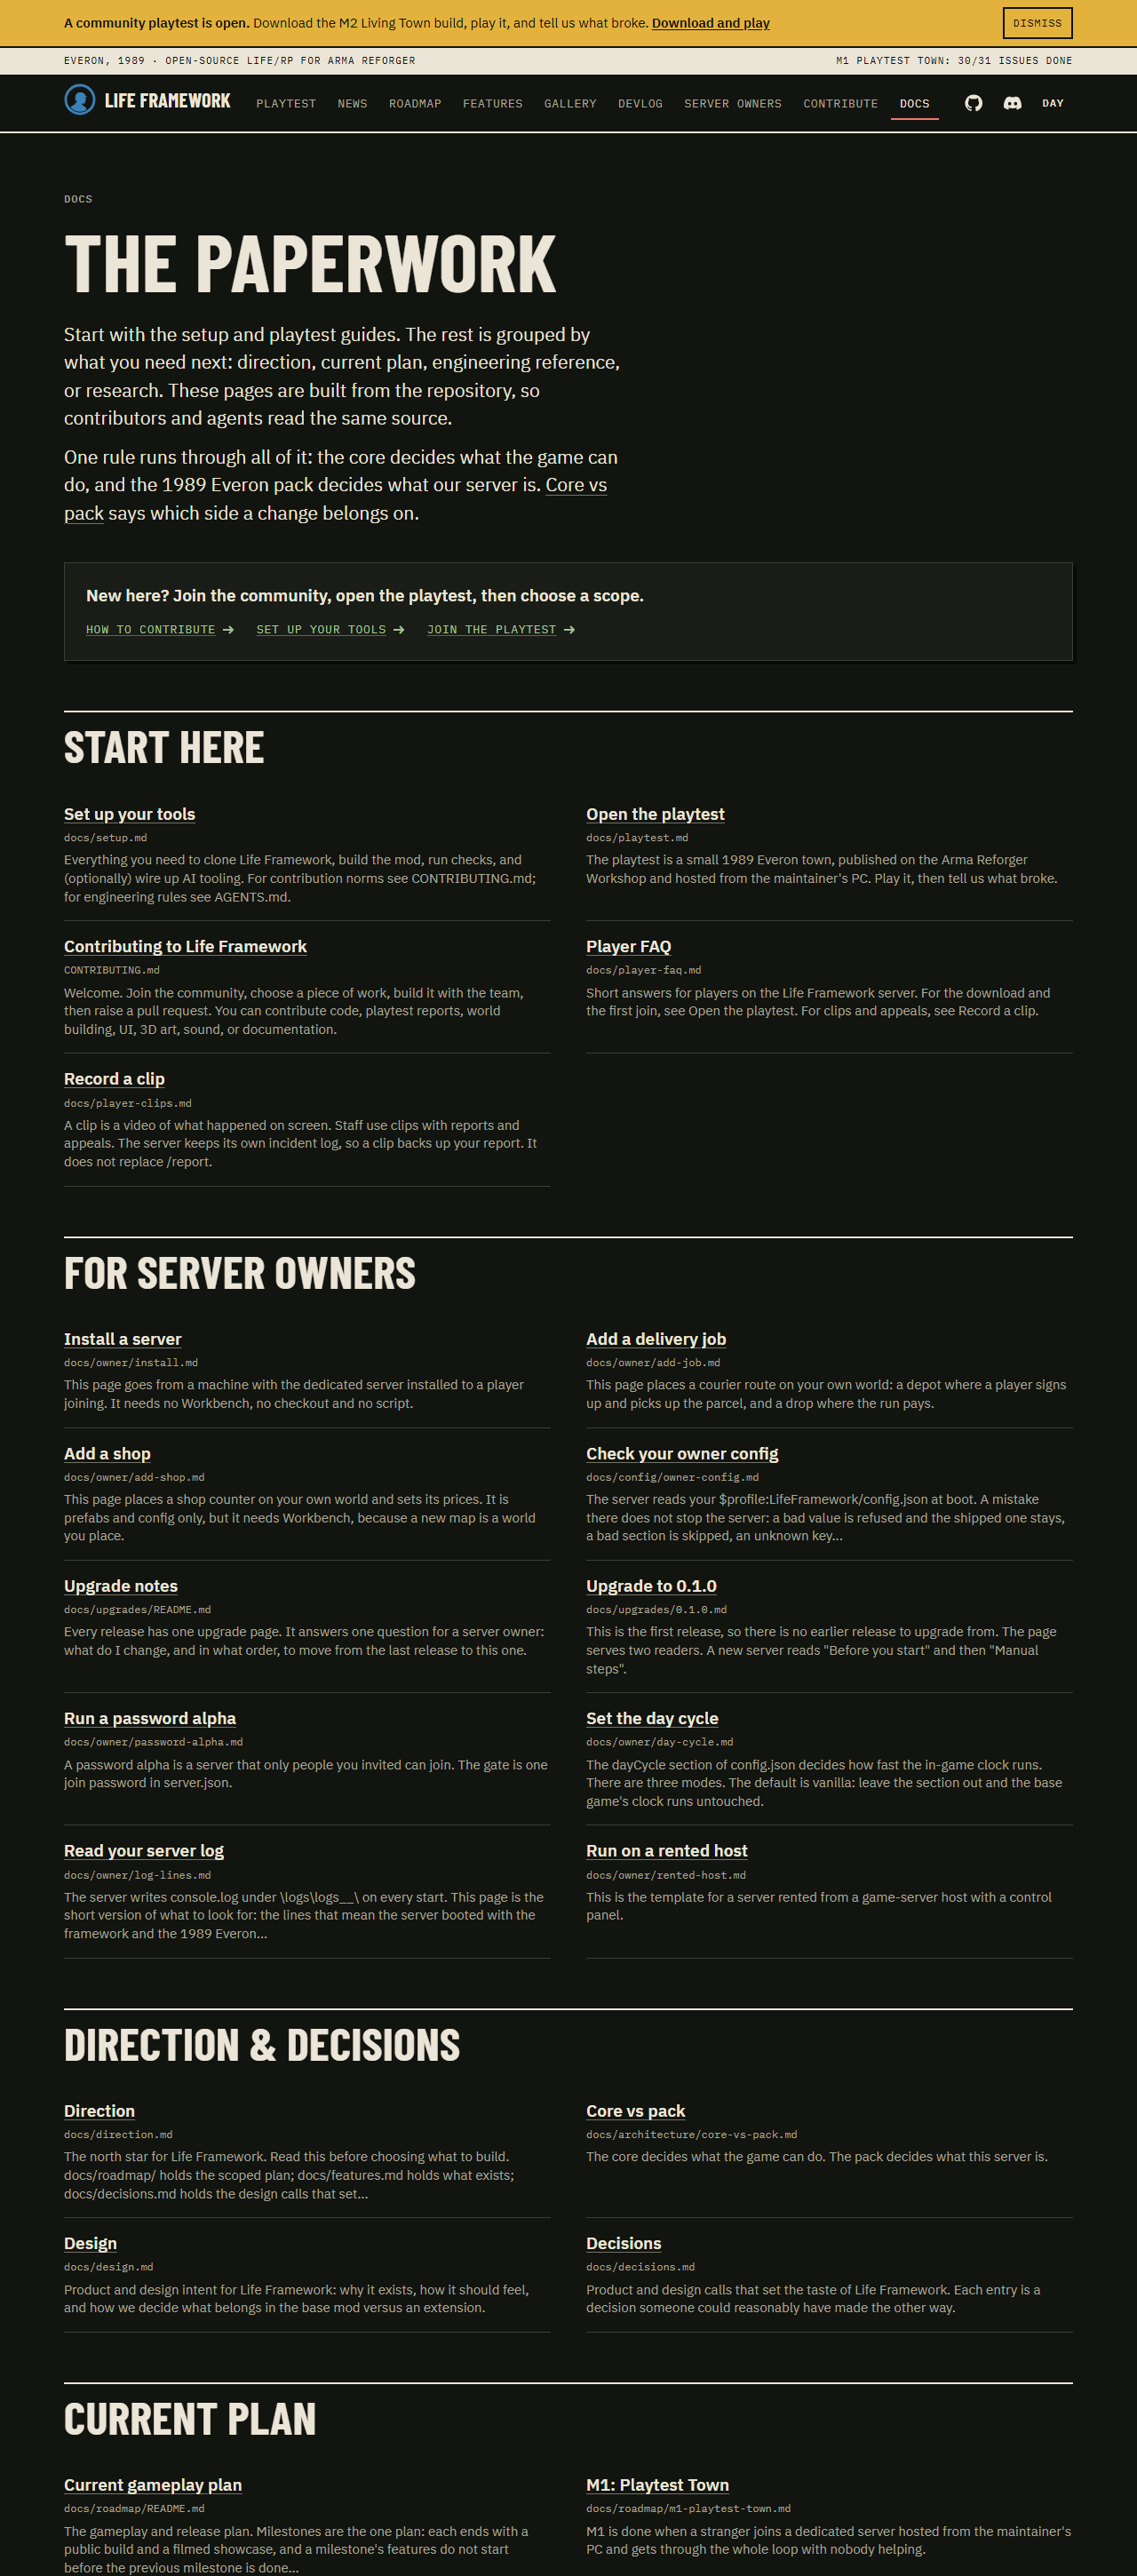 A community playtest is open. Download the M2 Living Town build, play it, and tell us what broke. Download and play
DISMISS
EVERON, 1989 · OPEN-SOURCE LIFE/RP FOR ARMA REFORGER
M1 PLAYTEST TOWN: 30/31 ISSUES DONE
LIFE FRAMEWORK
PLAYTEST
NEWS
ROADMAP
FEATURES
GALLERY
DEVLOG
SERVER OWNERS
CONTRIBUTE
DOCS
DAY
DOCS
THE PAPERWORK
Start with the setup and playtest guides. The rest is grouped by
what you need next: direction, current plan, engineering reference,
or research. These pages are built from the repository, so
contributors and agents read the same source.
One rule runs through all of it: the core decides what the game can
do, and the 1989 Everon pack decides what our server is. Core vs
pack says which side a change belongs on.
New here? Join the community, open the playtest, then choose a scope.
HOW TO CONTRIBUTE →
SET UP YOUR TOOLS →
JOIN THE PLAYTEST →
START HERE
Set up your tools
docs/setup.md
Everything you need to clone Life Framework, build the mod, run checks, and
(optionally) wire up AI tooling. For contribution norms see CONTRIBUTING.md;
for engineering rules see AGENTS.md.
Open the playtest
docs/playtest.md
The playtest is a small 1989 Everon town, published on the Arma Reforger
Workshop and hosted from the maintainer's PC. Play it, then tell us what broke.
Contributing to Life Framework
CONTRIBUTING.md
Welcome. Join the community, choose a piece of work, build it with the team,
then raise a pull request. You can contribute code, playtest reports, world
building, UI, 3D art, sound, or documentation.
Player FAQ
docs/player-faq.md
Short answers for players on the Life Framework server. For the download and
the first join, see Open the playtest. For clips and appeals, see Record a clip.
Record a clip
docs/player-clips.md
A clip is a video of what happened on screen. Staff use clips with reports and
appeals. The server keeps its own incident log, so a clip backs up your report. It
does not replace /report.
FOR SERVER OWNERS
Install a server
docs/owner/install.md
This page goes from a machine with the dedicated server installed to a player
joining. It needs no Workbench, no checkout and no script.
Add a delivery job
docs/owner/add-job.md
This page places a courier route on your own world: a depot where a player signs
up and picks up the parcel, and a drop where the run pays.
Add a shop
docs/owner/add-shop.md
This page places a shop counter on your own world and sets its prices. It is
prefabs and config only, but it needs Workbench, because a new map is a world
you place.
Check your owner config
docs/config/owner-config.md
The server reads your $profile:LifeFramework/config.json at boot. A mistake
there does not stop the server: a bad value is refused and the shipped one stays,
a bad section is skipped, an unknown key...
Upgrade notes
docs/upgrades/README.md
Every release has one upgrade page. It answers one question for a server owner:
what do I change, and in what order, to move from the last release to this one.
Upgrade to 0.1.0
docs/upgrades/0.1.0.md
This is the first release, so there is no earlier release to upgrade from. The page
serves two readers. A new server reads "Before you start" and then "Manual
steps".
Run a password alpha
docs/owner/password-alpha.md
A password alpha is a server that only people you invited can join. The gate is one
join password in server.json.
Set the day cycle
docs/owner/day-cycle.md
The dayCycle section of config.json decides how fast the in-game clock runs.
There are three modes. The default is vanilla: leave the section out and the base
game's clock runs untouched.
Read your server log
docs/owner/log-lines.md
The server writes console.log under \logs\logs__\ on every start. This page is the
short version of what to look for: the lines that mean the server booted with the
framework and the 1989 Everon...
Run on a rented host
docs/owner/rented-host.md
This is the template for a server rented from a game-server host with a control
panel.
DIRECTION & DECISIONS
Direction
docs/direction.md
The north star for Life Framework. Read this before choosing what to build.
docs/roadmap/ holds the scoped plan; docs/features.md holds what exists;
docs/decisions.md holds the design calls that set...
Core vs pack
docs/architecture/core-vs-pack.md
The core decides what the game can do. The pack decides what this server is.
Design
docs/design.md
Product and design intent for Life Framework: why it exists, how it should feel,
and how we decide what belongs in the base mod versus an extension.
Decisions
docs/decisions.md
Product and design calls that set the taste of Life Framework. Each entry is a
decision someone could reasonably have made the other way.
CURRENT PLAN
Current gameplay plan
docs/roadmap/README.md
The gameplay and release plan. Milestones are the one plan: each ends with a
public build and a filmed showcase, and a milestone's features do not start
before the previous milestone is done...
M1: Playtest Town
docs/roadmap/m1-playtest-town.md
M1 is done when a stranger joins a dedicated server hosted from the maintainer's
PC and gets through the whole loop with nobody helping.